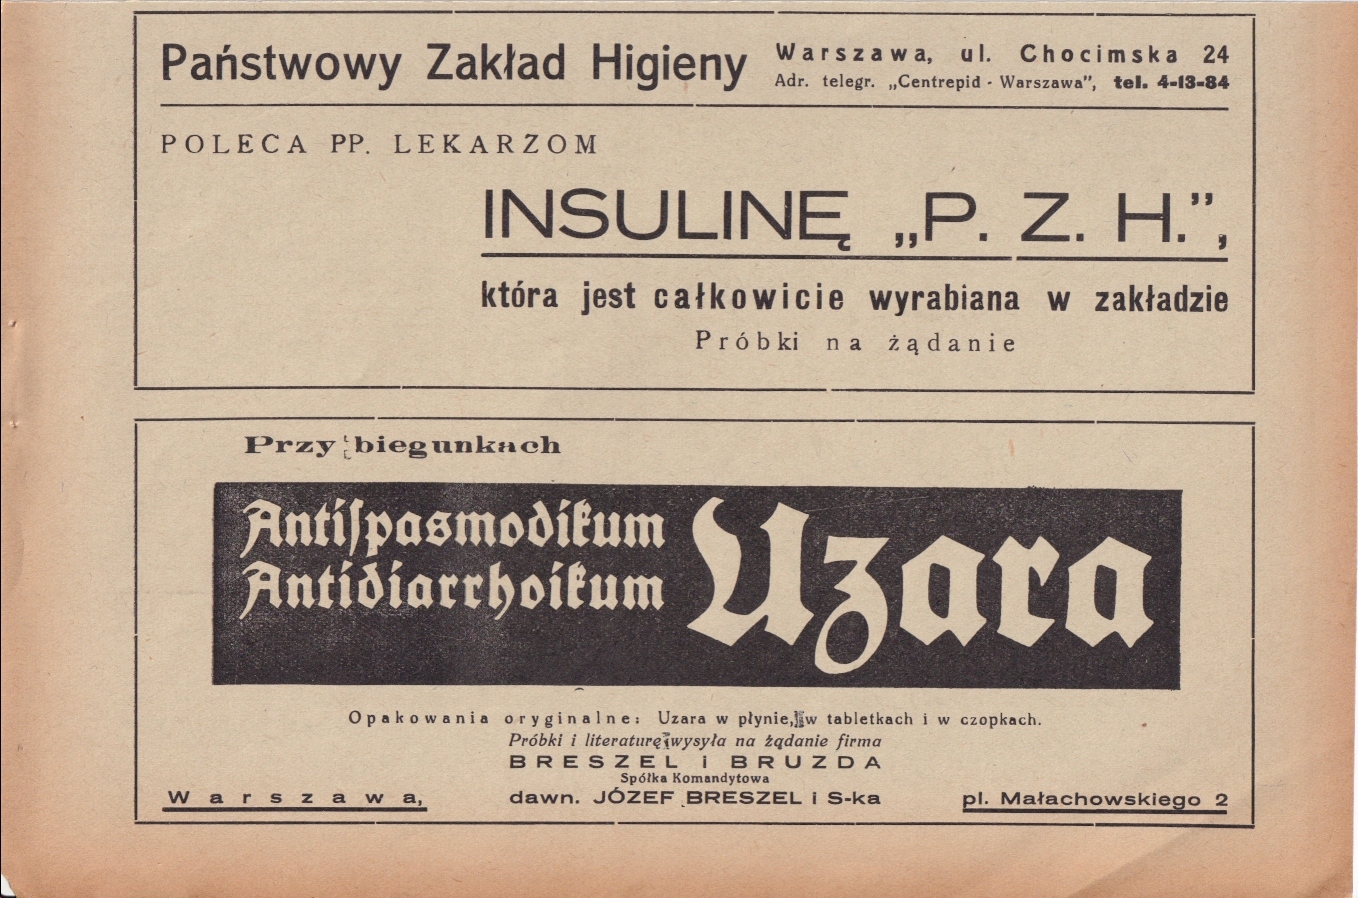 Państwowy Zakład Higieny
Warszawa, ul. Chocimska 24
Adr. telegr. „Centrepid - Warszawa”, tel. 4-13-84
POLECA PP. LEKARZOM
INSULINĘ „P. Z. H.”,
która jest całkowicie wyrabiana w zakładzie
Próbki na żądanie
Przy biegunkach
Antiſpasmodikum
Antidiarrhoikum
Uzara
Opakowania oryginalne: Uzara w płynie, w tabletkach i w czopkach.
Próbki i literaturę wysyła na żądanie firma
BRESZEL i BRUZDA
Spółka Komandytowa
Warszawa, dawn. JÓZEF BRESZEL i S-ka pl. Małachowskiego 2